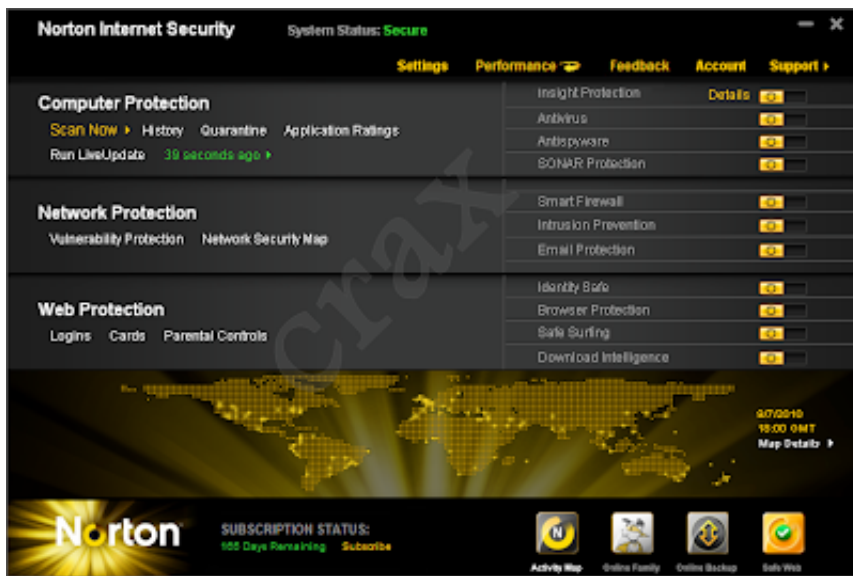 Norton Internet Security System Status: Secure
Settings Performance Feedback Account Support
Computer Protection
Scan Now History Quarantine Application Ratings
Run LiveUpdate 39 seconds ago
Insight Protection Details
Antivirus
Antispyware
SONAR Protection
Network Protection
Vulnerability Protection Network Security Map
Smart Firewall
Intrusion Prevention
Email Protection
Web Protection
Logins Cards Parental Controls
Identity Safe
Browser Protection
Safe Surfing
Download Intelligence
crax
9/7/2010
18:00 GMT
Map Details
Norton
SUBSCRIPTION STATUS:
Days Remaining Subscribe
Activity Map Online Family Online Backup Safe Web